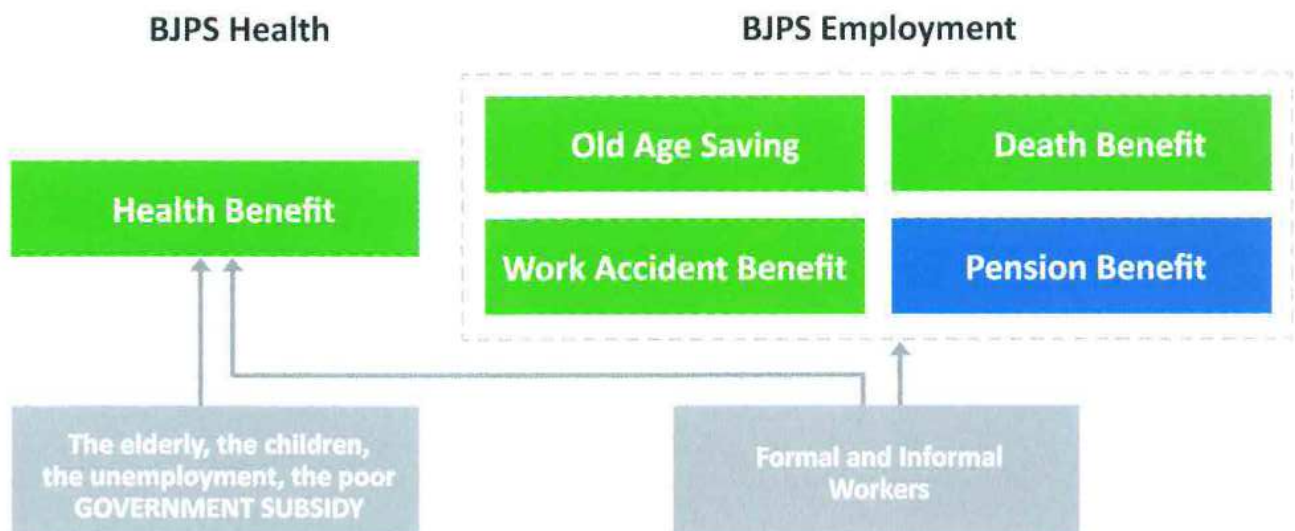 BJPS Health
BJPS Employment
Health Benefit
Old Age Saving
Death Benefit
Work Accident Benefit
Pension Benefit
The elderly, the children,
the unemployment, the poor
GOVERNMENT SUBSIDY
Formal and Informal
Workers